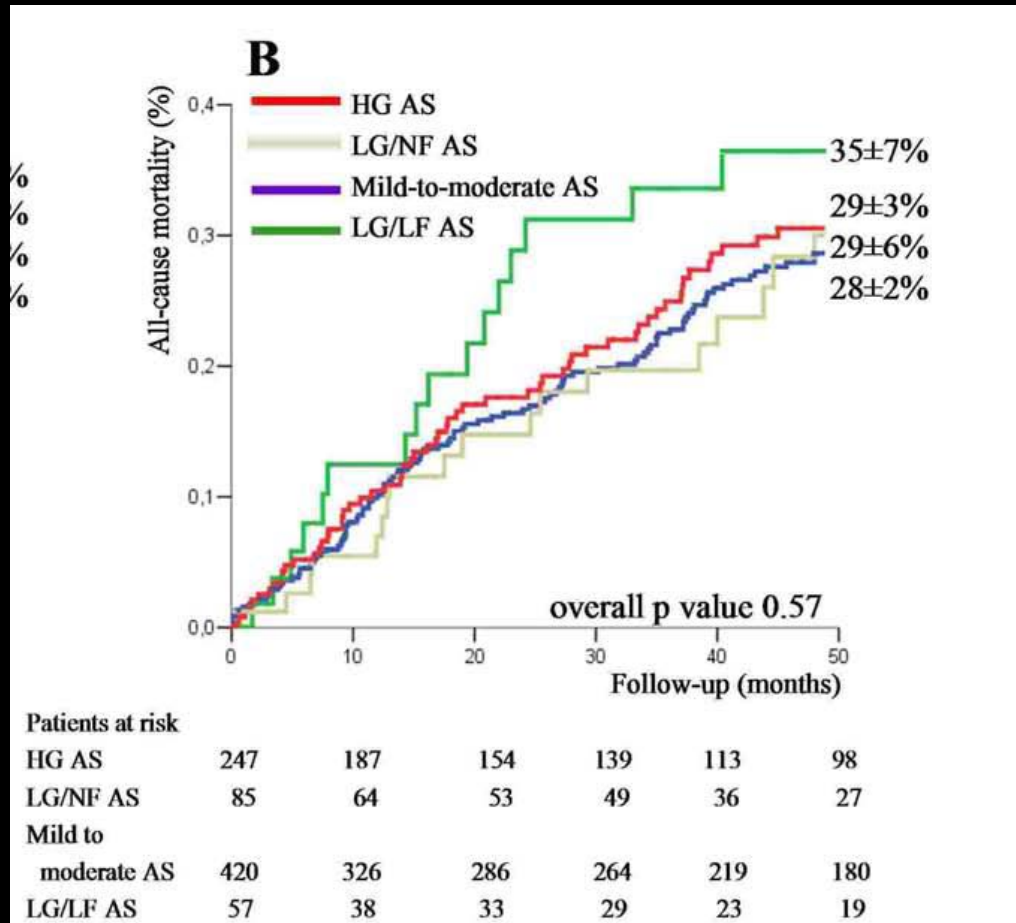 B
All-cause mortality (%)
0,4
0,3
0,2
0,1
0,0
HG AS
LG/NF AS
Mild-to-moderate AS
LG/LF AS
35±7%
29±3%
29±6%
28±2%
%
%
%
%
overall p value 0.57
0 10 20 30 40 50
Follow-up (months)
Patients at risk
HG AS 247 187 154 139 113 98
LG/NF AS 85 64 53 49 36 27
Mild to
moderate AS 420 326 286 264 219 180
LG/LF AS 57 38 33 29 23 19